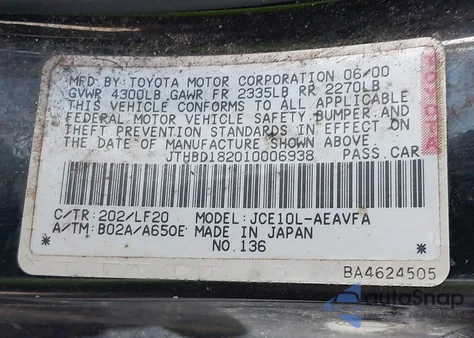 MFD BY: TOYOTA MOTOR CORPORATION 06/00
GVWR 4300LB GAWR FR 2335LB RR 2270LB
THIS VEHICLE CONFORMS TO ALL APPLICABLE
FEDERAL MOTOR VEHICLE SAFETY, BUMPER AND
THEFT PREVENTION STANDARDS IN EFFECT ON
THE DATE OF MANUFACTURE SHOWN ABOVE.
JTHBD182010006938 PASS.CAR
TOYOTA
C/TR: 202/LF20 MODEL: JCE10L-AEAVFA
A/TM: B02A/A650E MADE IN JAPAN
* NO.136 *
BA4624505
autoSnap